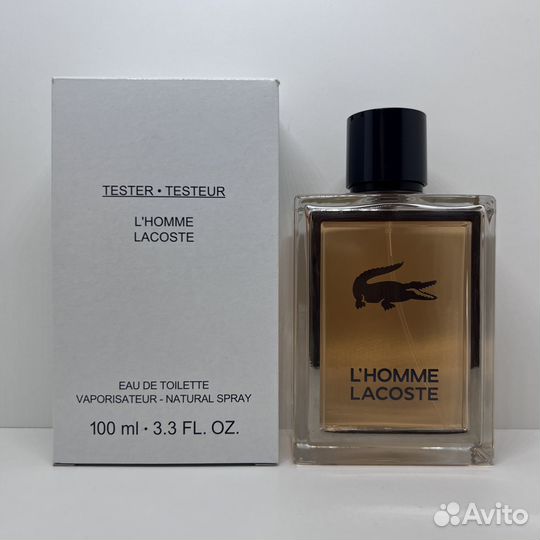 TESTER • TESTEUR
L'HOMME
LACOSTE
EAU DE TOILETTE
VAPORISATEUR - NATURAL SPRAY
100 ml • 3.3 FL. OZ.
L'HOMME
LACOSTE
Avito